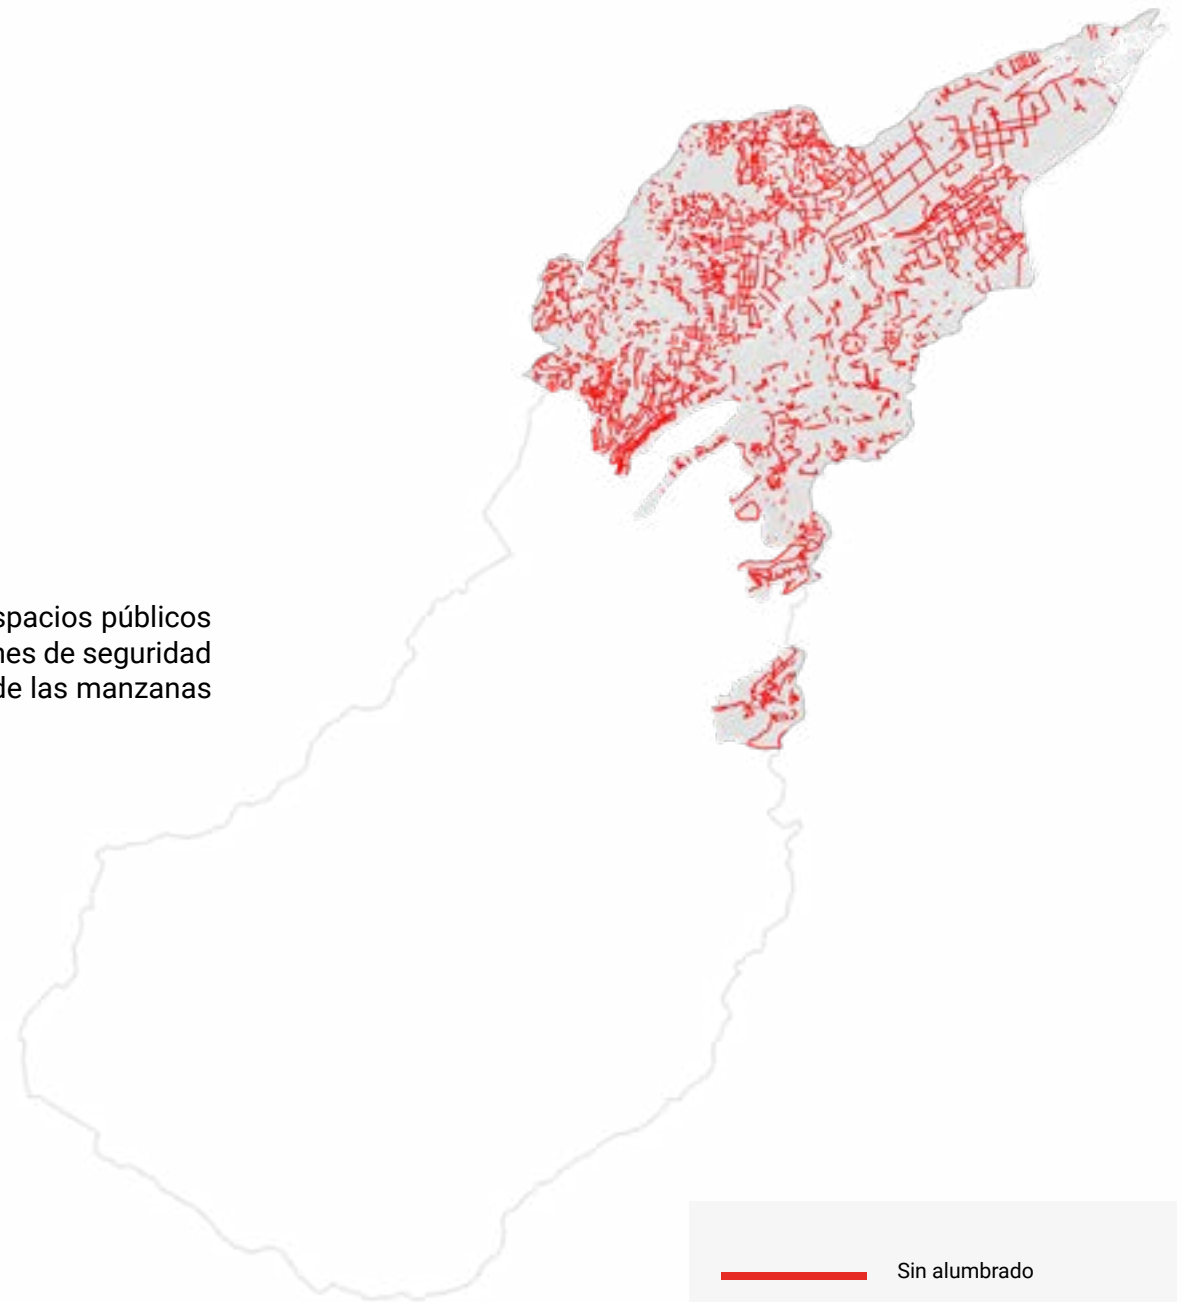 spacios públicos
nes de seguridad
de las manzanas
Sin alumbrado